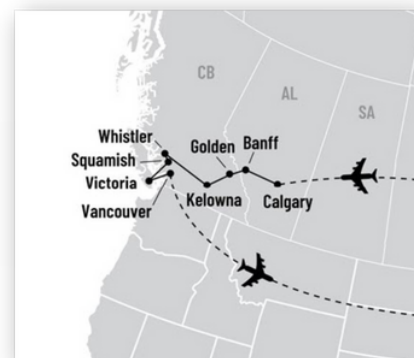 CB
AL
SA
Whistler
Squamish
Victoria
Vancouver
Golden
Banff
Kelowna
Calgary